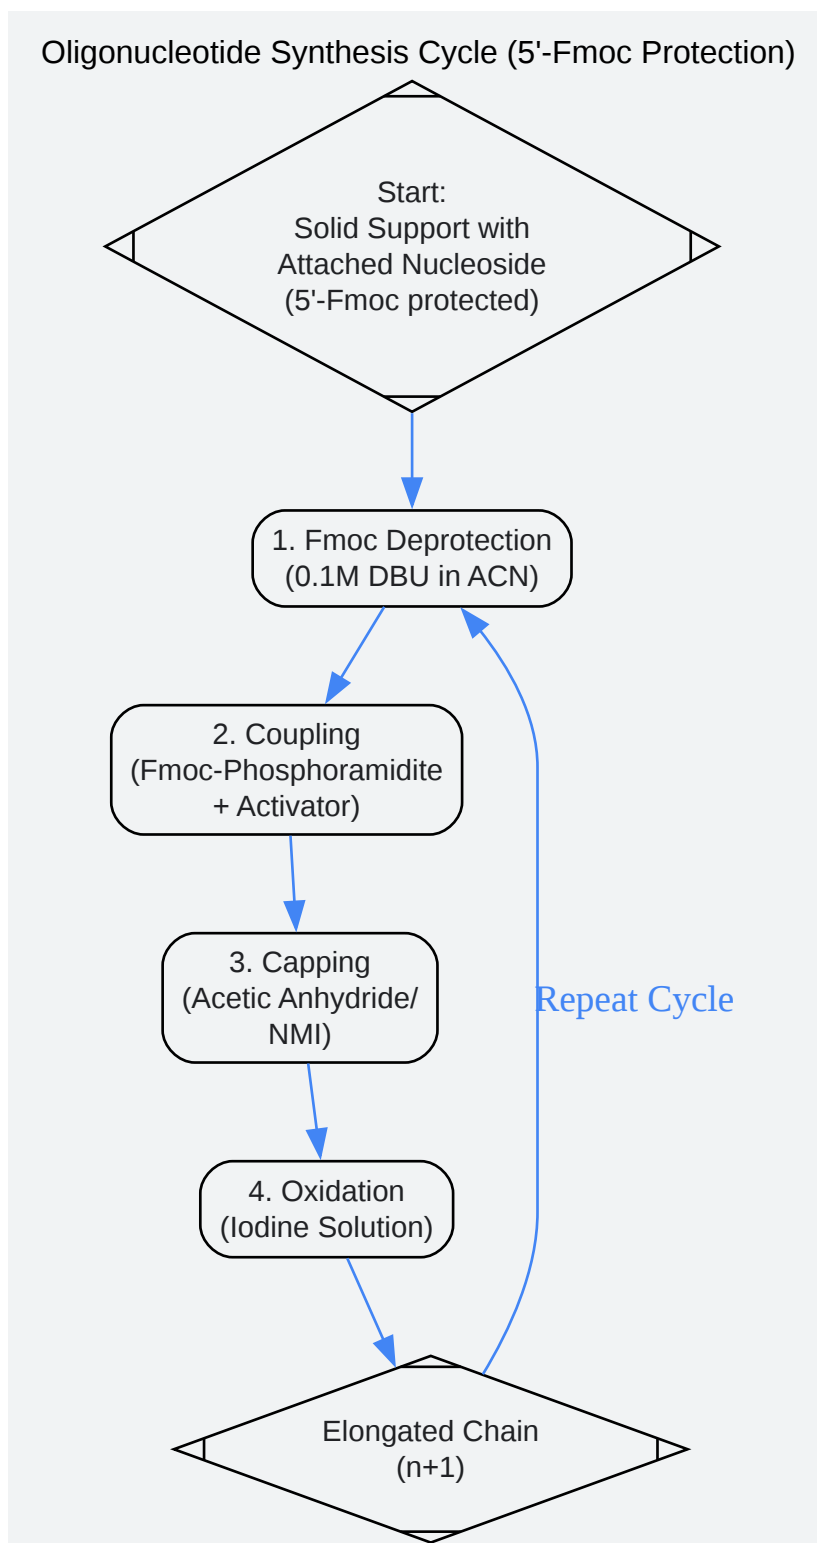 Oligonucleotide Synthesis Cycle (5'-Fmoc Protection)
Start:
Solid Support with
Attached Nucleoside
(5'-Fmoc protected)
1. Fmoc Deprotection
(0.1M DBU in ACN)
2. Coupling
(Fmoc-Phosphoramidite
+ Activator)
3. Capping
(Acetic Anhydride/
NMI)
Repeat Cycle
4. Oxidation
(Iodine Solution)
Elongated Chain
(n+1)